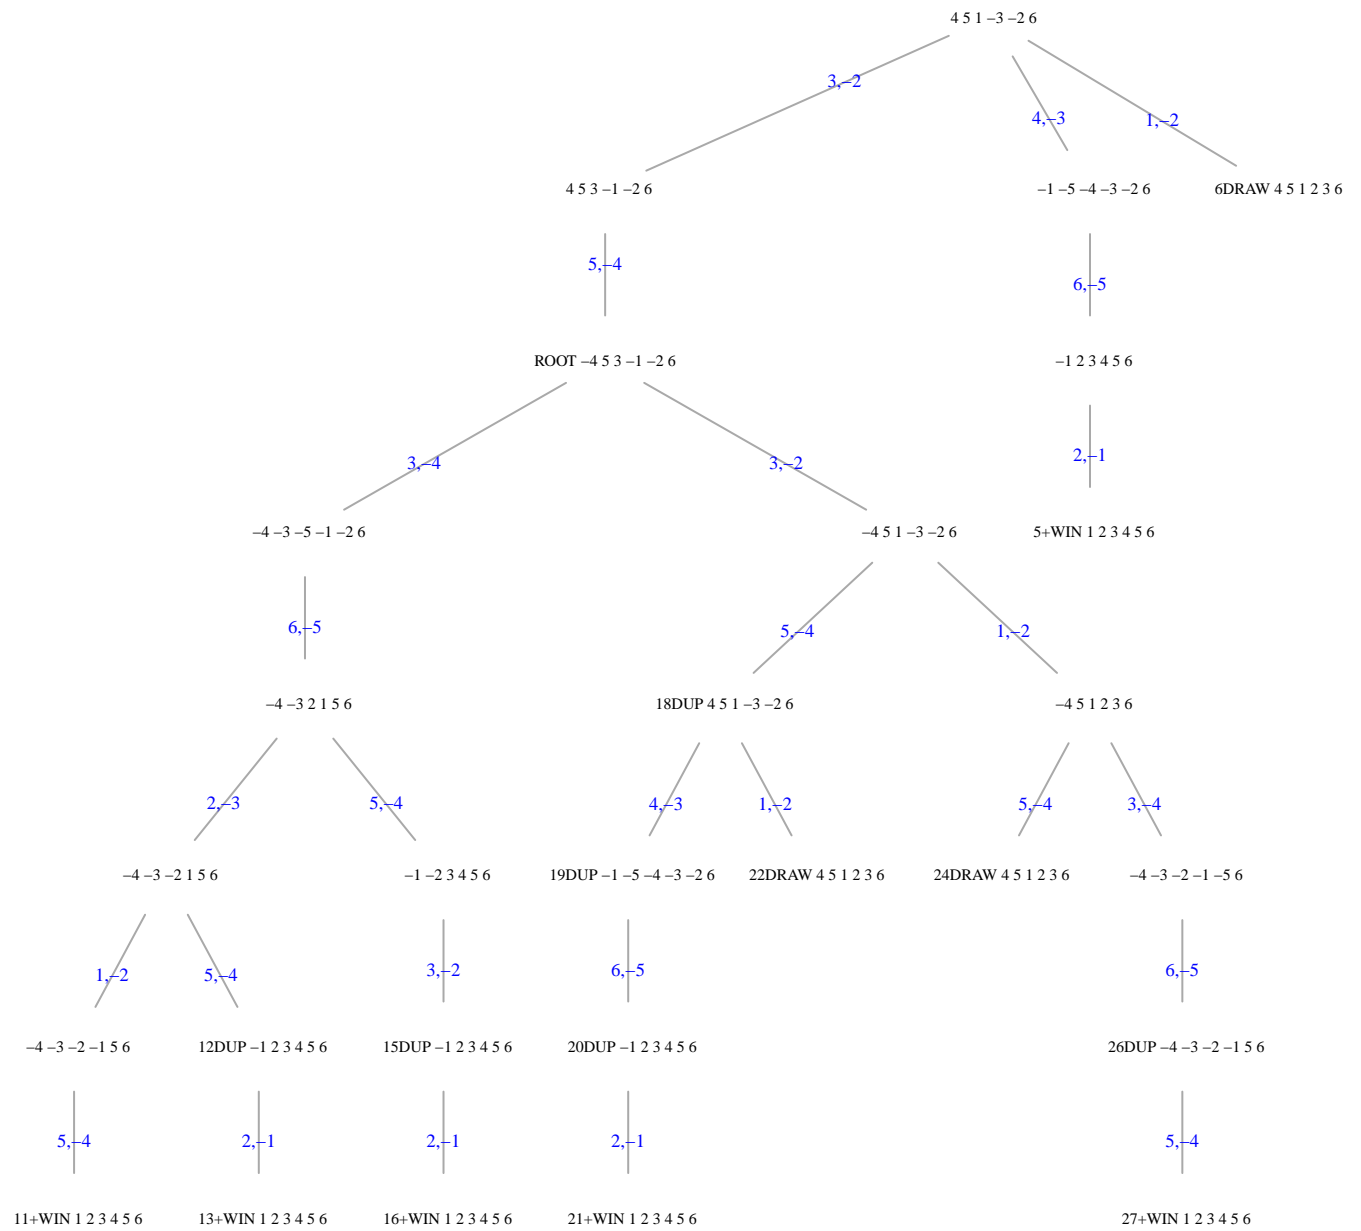 4 5 1 –3 –2 6
3,–2
4,–3
1,–2
4 5 3 –1 –2 6
–1 –5 –4 –3 –2 6
6DRAW 4 5 1 2 3 6
5,–4
6,–5
ROOT –4 5 3 –1 –2 6
–1 2 3 4 5 6
3,–4
3,–2
2,–1
–4 –3 –5 –1 –2 6
–4 5 1 –3 –2 6
5+WIN 1 2 3 4 5 6
6,–5
5,–4
1,–2
–4 –3 2 1 5 6
18DUP 4 5 1 –3 –2 6
–4 5 1 2 3 6
2,–3
5,–4
4,–3
1,–2
5,–4
3,–4
–4 –3 –2 1 5 6
–1 –2 3 4 5 6
19DUP –1 –5 –4 –3 –2 6
22DRAW 4 5 1 2 3 6
24DRAW 4 5 1 2 3 6
–4 –3 –2 –1 –5 6
1,–2
5,–4
3,–2
6,–5
6,–5
–4 –3 –2 –1 5 6
12DUP –1 2 3 4 5 6
15DUP –1 2 3 4 5 6
20DUP –1 2 3 4 5 6
26DUP –4 –3 –2 –1 5 6
5,–4
2,–1
2,–1
2,–1
5,–4
11+WIN 1 2 3 4 5 6
13+WIN 1 2 3 4 5 6
16+WIN 1 2 3 4 5 6
21+WIN 1 2 3 4 5 6
27+WIN 1 2 3 4 5 6